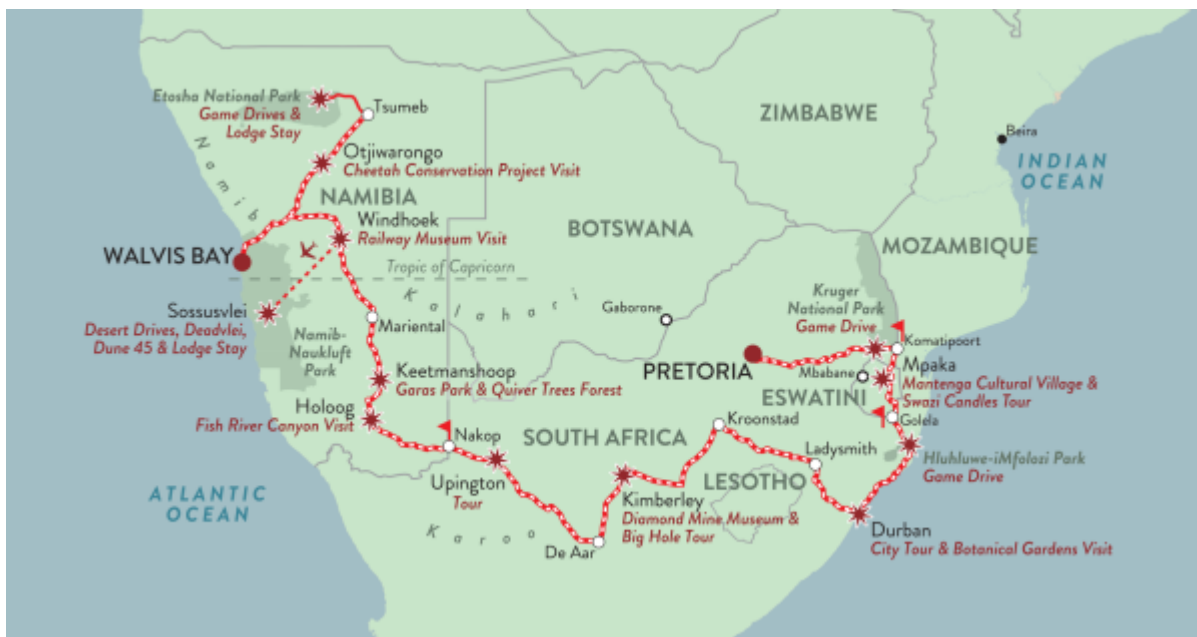 Etosha National Park
Game Drives &
Lodge Stay
Tsumeb
Otjiwarongo
Cheetah Conservation Project Visit
Namib
NAMIBIA
Windhoek
Railway Museum Visit
WALVIS BAY
Tropic of Capricorn
Sossusvlei
Desert Drives, Deadvlei,
Dune 45 & Lodge Stay
Namib-
Naukluft
Park
Mariental
Kalahari
Keetmanshoop
Garas Park & Quiver Trees Forest
Holoog
Fish River Canyon Visit
Nakop
Upington
Tour
ATLANTIC
OCEAN
Karoo
De Aar
SOUTH AFRICA
Kimberley
Diamond Mine Museum &
Big Hole Tour
Kroonstad
LESOTHO
Ladysmith
Durban
City Tour & Botanical Gardens Visit
Hluhluwe-iMfolozi Park
Game Drive
Golela
ESWATINI
Mbabane
Mpaka
Mantenga Cultural Village &
Swazi Candles Tour
Komatipoort
Kruger
National Park
Game Drive
PRETORIA
Gaborone
BOTSWANA
ZIMBABWE
MOZAMBIQUE
Beira
INDIAN
OCEAN